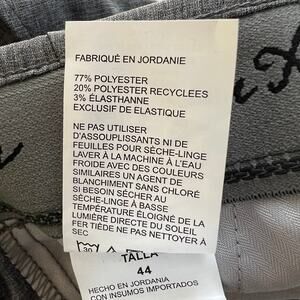 FABRIQUÉ EN JORDANIE
77% POLYESTER
20% POLYESTER RECYCLEES
3% ÉLASTHANNE
EXCLUSIF DE ELASTIQUE
NE PAS UTILISER
D'ASSOUPLISSANTS NI DE
FEUILLES POUR SÈCHE-LINGE
LAVER À LA MACHINE À L'EAU
FROIDE AVEC DES COULEURS
SIMILAIRES UN AGENT DE
BLANCHIMENT SANS CHLORÉ
SI BESOIN SÉCHER AU
SÈCHE-LINGE À BASSE
TEMPÉRATURE ÉLOIGNÉ DE LA
LUMIÈRE DIRECTE DU SOLEIL
FER TIÈDE NE PAS NETTOYER À
SEC
30
TALLA
44
HECHO EN JORDANIA
CON INSUMOS IMPORTADOS